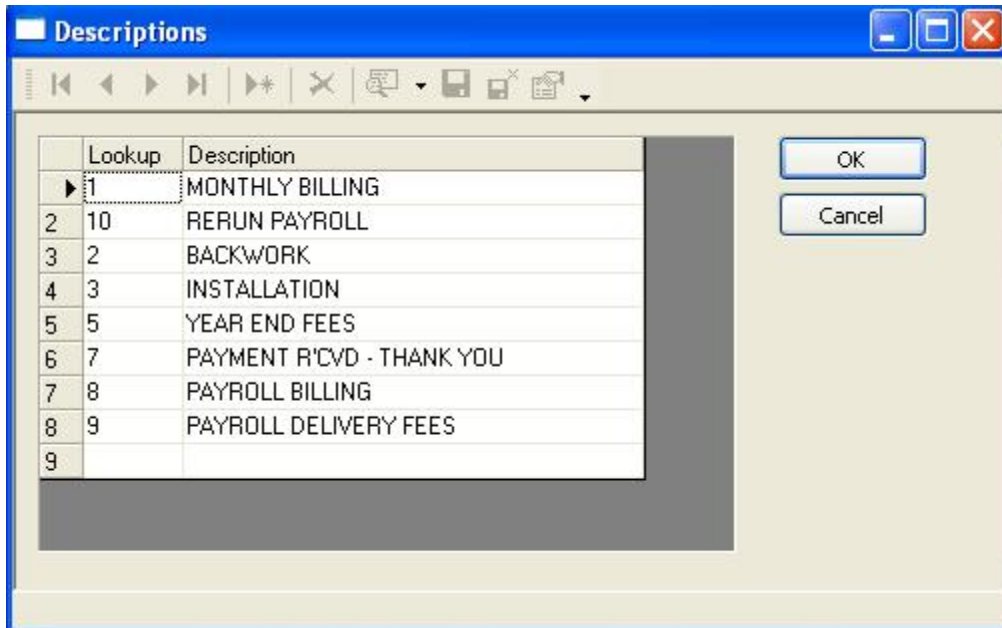 Descriptions
Lookup Description
1 MONTHLY BILLING
2 10 RERUN PAYROLL
3 2 BACKWORK
4 3 INSTALLATION
5 5 YEAR END FEES
6 7 PAYMENT R'CVD - THANK YOU
7 8 PAYROLL BILLING
8 9 PAYROLL DELIVERY FEES
9
OK
Cancel